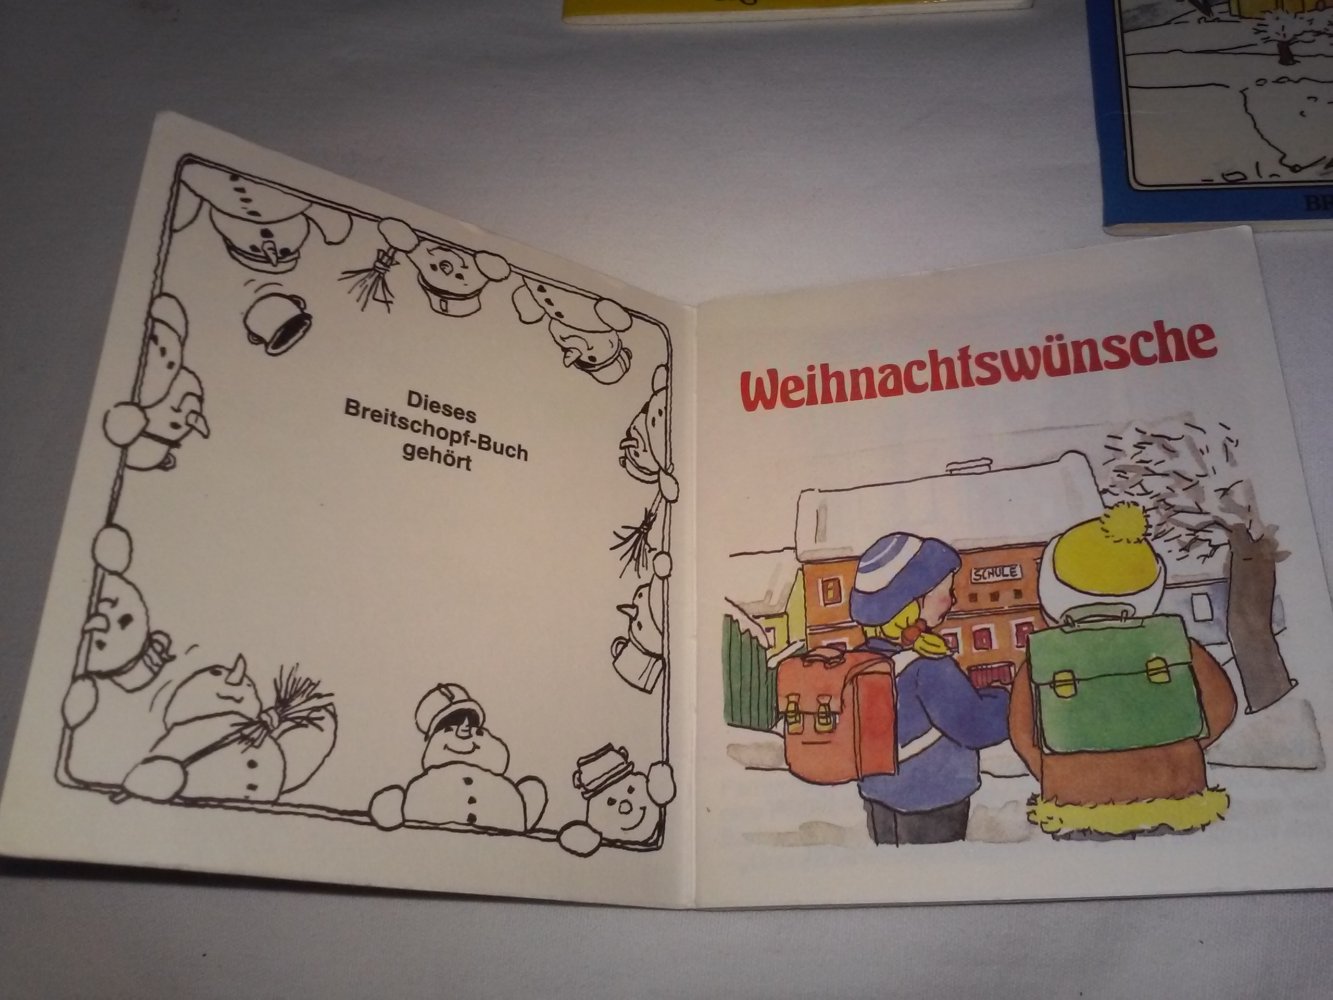 Dieses
Breitschopf-Buch
gehört
Weihnachtswünsche
SCHULE